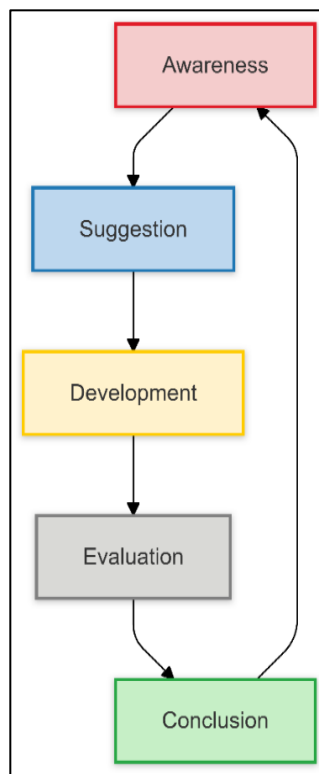 Awareness
Suggestion
Development
Evaluation
Conclusion